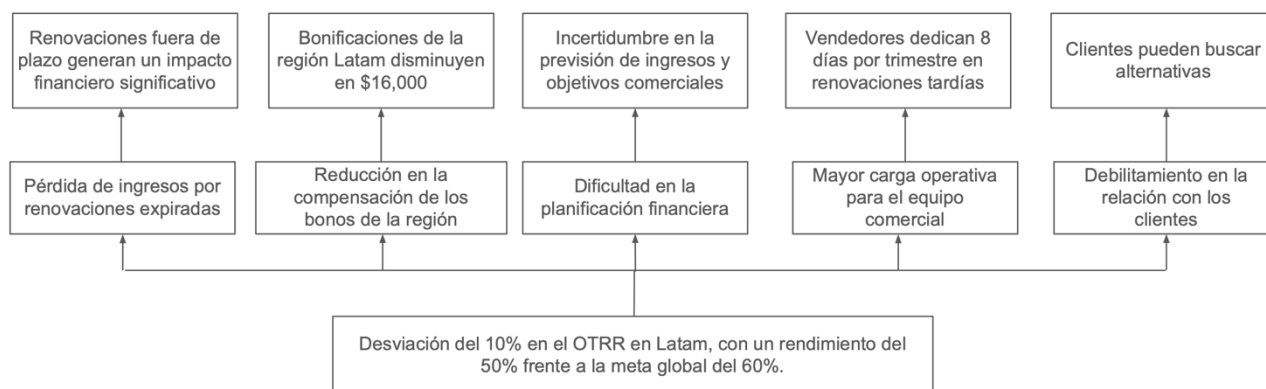 Renovaciones fuera de
plazo generan un impacto
financiero significativo
Bonificaciones de la
región Latam disminuyen
en $16,000
Incertidumbre en la
previsión de ingresos y
objetivos comerciales
Vendedores dedican 8
días por trimestre en
renovaciones tardías
Clientes pueden buscar
alternativas
Pérdida de ingresos por
renovaciones expiradas
Reducción en la
compensación de los
bonos de la región
Dificultad en la
planificación financiera
Mayor carga operativa
para el equipo
comercial
Debilitamiento en la
relación con los
clientes
Desviación del 10% en el OTRR en Latam, con un rendimiento del
50% frente a la meta global del 60%.